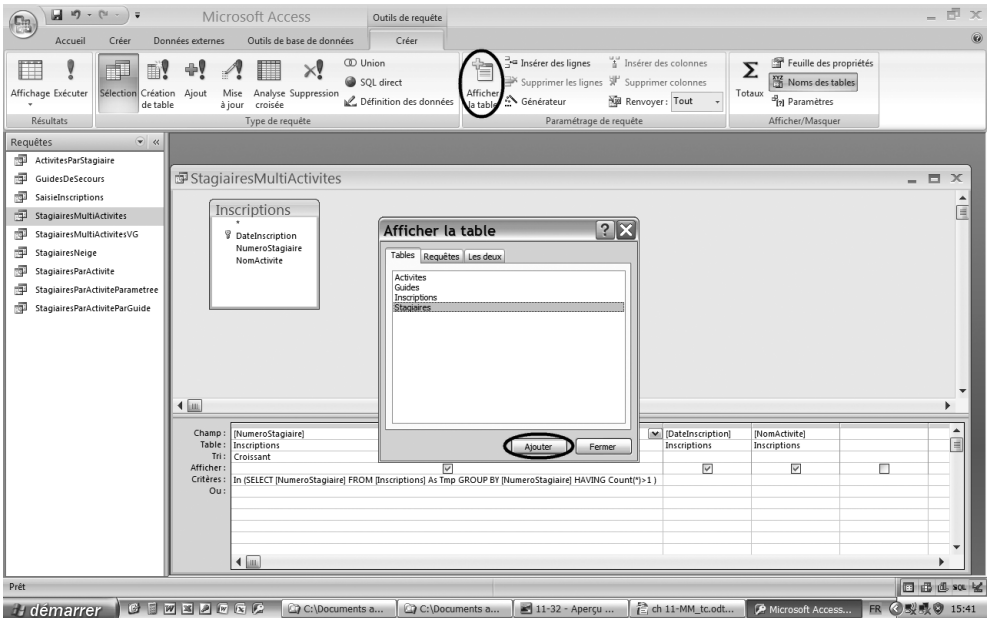 Microsoft Access
Outils de requête
Accueil Créer Données externes Outils de base de données Créer
Affichage Exécuter
Sélection Création de table Ajout Mise à jour Analyse croisée Suppression
Union
SQL direct
Définition des données
Afficher la table
Insérer des lignes
Supprimer les lignes
Générateur
Insérer des colonnes
Supprimer colonnes
Renvoyer : Tout
Σ
Totaux
Feuille des propriétés
Noms des tables
Paramètres
Résultats Type de requête Paramétrage de requête Afficher/Masquer
Requêtes
ActivitesParStagiaire
GuidesDeSecours
SaisieInscriptions
StagiairesMultiActivites
StagiairesMultiActivitesVG
StagiairesNeige
StagiairesParActivite
StagiairesParActiviteParametree
StagiairesParActiviteParGuide
StagiairesMultiActivites
Inscriptions
*
DateInscription
NumeroStagiaire
NomActivite
Afficher la table
Tables Requêtes Les deux
Activites
Guides
Inscriptions
Stagiaires
Ajouter Fermer
Champ : [NumeroStagiaire] [DateInscription] [NomActivite]
Table : Inscriptions Inscriptions Inscriptions
Tri : Croissant
Afficher :
Critères : In (SELECT [NumeroStagiaire] FROM [Inscriptions] As Tmp GROUP BY [NumeroStagiaire] HAVING Count(*)>1 )
Ou :
Prêt
SQL
démarrer C:\Documents a... C:\Documents a... 11-32 - Aperçu ... ch 11-MM_tc.odt... Microsoft Access... FR 15:41